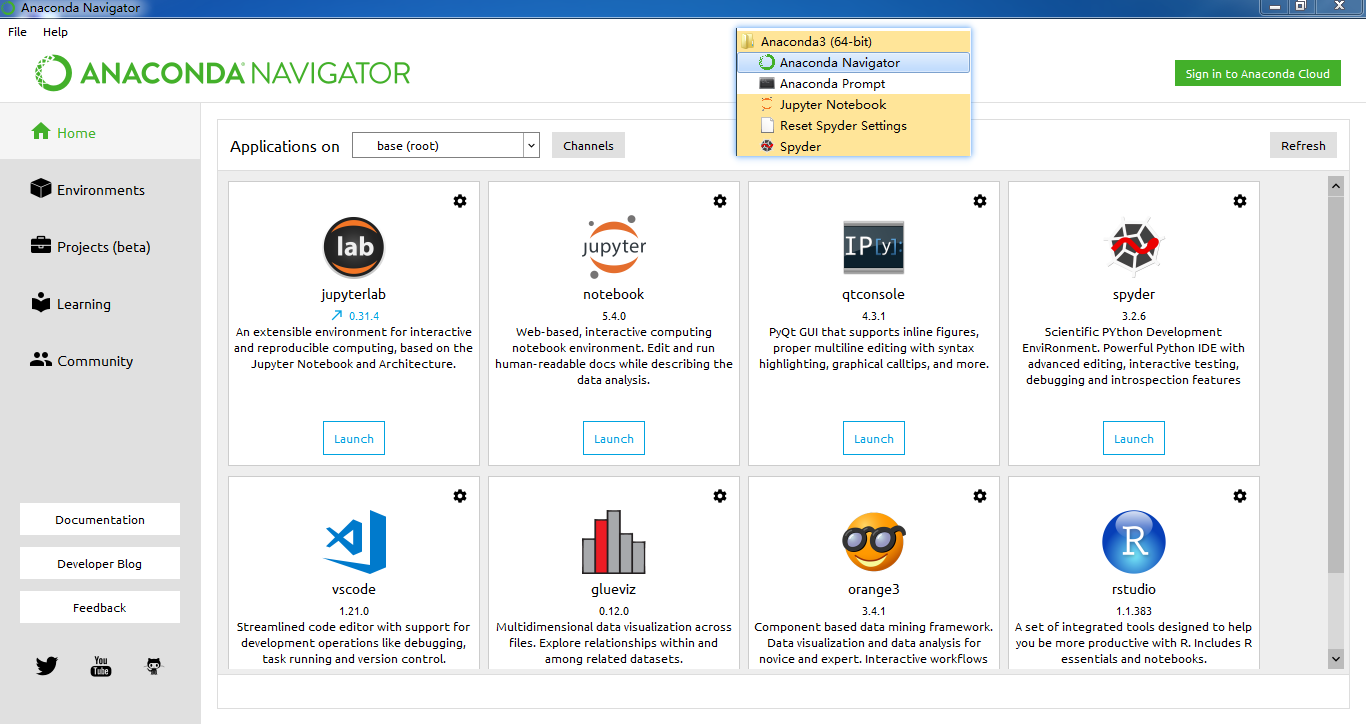 Anaconda Navigator
File Help
ANACONDA NAVIGATOR
Sign in to Anaconda Cloud
Anaconda3 (64-bit)
Anaconda Navigator
Anaconda Prompt
Jupyter Notebook
Reset Spyder Settings
Spyder
Home
Environments
Projects (beta)
Learning
Community
Documentation
Developer Blog
Feedback
You
Tube
Applications on
base (root)
Channels
Refresh
lab
jupyterlab
0.31.4
An extensible environment for interactive
and reproducible computing, based on the
Jupyter Notebook and Architecture.
Launch
jupyter
notebook
5.4.0
Web-based, interactive computing
notebook environment. Edit and run
human-readable docs while describing the
data analysis.
Launch
IP[y]:
qtconsole
4.3.1
PyQt GUI that supports inline figures,
proper multiline editing with syntax
highlighting, graphical calltips, and more.
Launch
spyder
3.2.6
Scientific PYthon Development
EnviRonment. Powerful Python IDE with
advanced editing, interactive testing,
debugging and introspection features
Launch
vscode
1.21.0
Streamlined code editor with support for
development operations like debugging,
task running and version control.
glueviz
0.12.0
Multidimensional data visualization across
files. Explore relationships within and
among related datasets.
orange3
3.4.1
Component based data mining framework.
Data visualization and data analysis for
novice and expert. Interactive workflows
R
rstudio
1.1.383
A set of integrated tools designed to help
you be more productive with R. Includes R
essentials and notebooks.